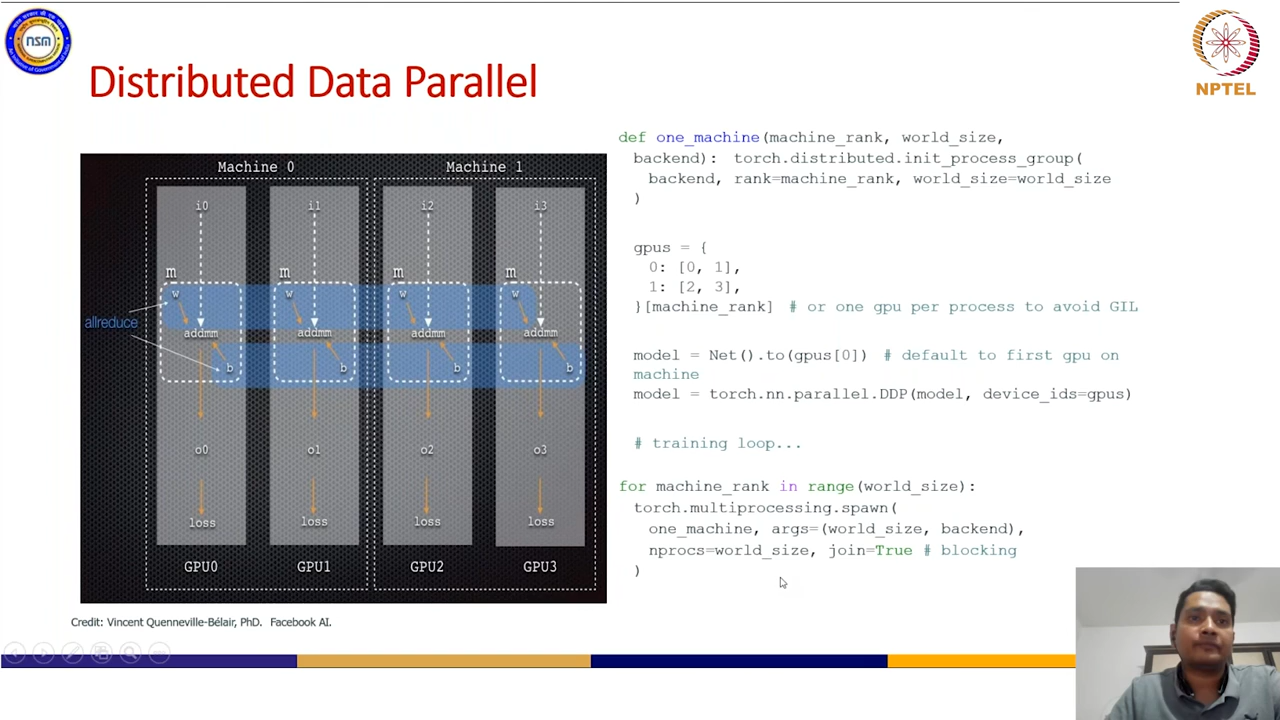 nsm
Distributed Data Parallel
NPTEL
Machine 0
Machine 1
i0
i1
i2
i3
m
m
m
m
w
w
w
w
allreduce
addmm
addmm
addmm
addmm
b
b
b
b
o0
o1
o2
o3
loss
loss
loss
loss
GPU0
GPU1
GPU2
GPU3
Credit: Vincent Quenneville-Bélair, PhD. Facebook AI.
def one_machine(machine_rank, world_size,
backend): torch.distributed.init_process_group(
backend, rank=machine_rank, world_size=world_size
)
gpus = {
0: [0, 1],
1: [2, 3],
}[machine_rank] # or one gpu per process to avoid GIL
model = Net().to(gpus[0]) # default to first gpu on
machine
model = torch.nn.parallel.DDP(model, device_ids=gpus)
# training loop...
for machine_rank in range(world_size):
torch.multiprocessing.spawn(
one_machine, args=(world_size, backend),
nprocs=world_size, join=True # blocking
)